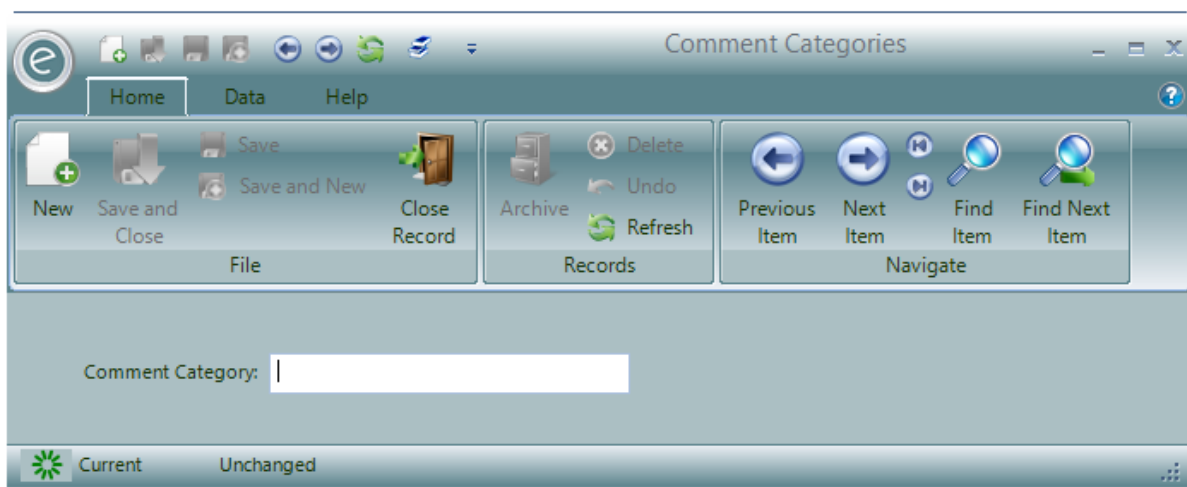 e
Comment Categories
Home Data Help
Save
Save and New
New
Save and
Close
Close
Record
File
Archive
Delete
Undo
Refresh
Records
Previous
Item
Next
Item
Find
Item
Find Next
Item
Navigate
Comment Category:
Current Unchanged